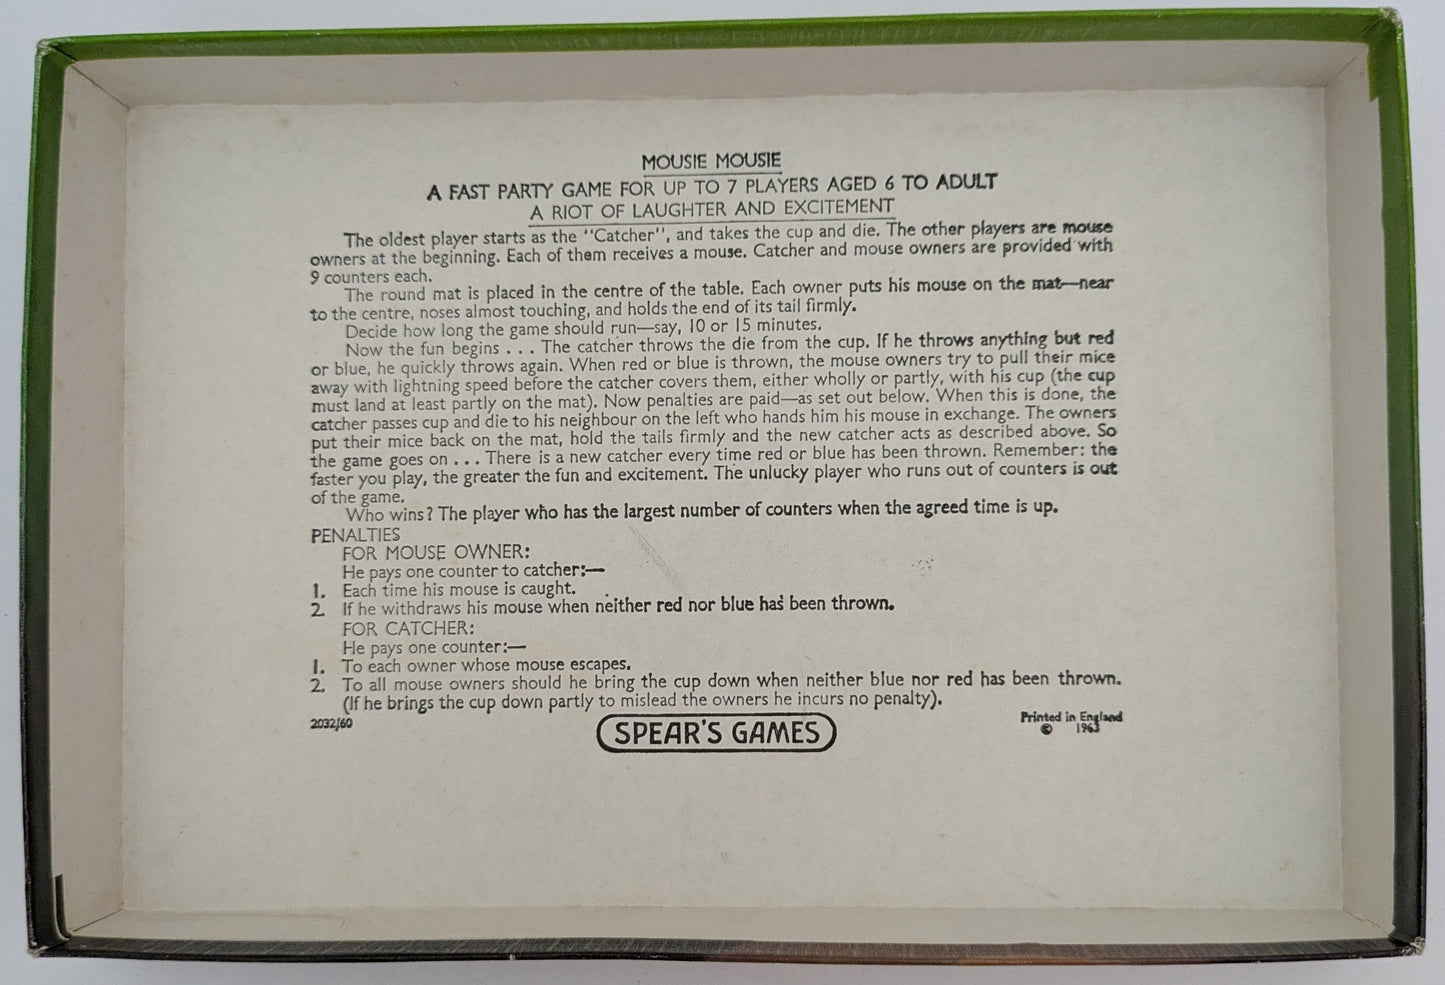 MOUSIE MOUSIE
A FAST PARTY GAME FOR UP TO 7 PLAYERS AGED 6 TO ADULT
A RIOT OF LAUGHTER AND EXCITEMENT
The oldest player starts as the "Catcher", and takes the cup and die. The other players are mouse
owners at the beginning. Each of them receives a mouse. Catcher and mouse owners are provided with
9 counters each.
The round mat is placed in the centre of the table. Each owner puts his mouse on the mat—near
to the centre, noses almost touching, and holds the end of its tail firmly.
Decide how long the game should run—say, 10 or 15 minutes.
Now the fun begins . . . The catcher throws the die from the cup. If he throws anything but red
or blue, he quickly throws again. When red or blue is thrown, the mouse owners try to pull their mice
away with lightning speed before the catcher covers them, either wholly or partly, with his cup (the cup
must land at least partly on the mat). Now penalties are paid—as set out below. When this is done, the
catcher passes cup and die to his neighbour on the left who hands him his mouse in exchange. The owners
put their mice back on the mat, hold the tails firmly and the new catcher acts as described above. So
the game goes on . . . There is a new catcher every time red or blue has been thrown. Remember: the
faster you play, the greater the fun and excitement. The unlucky player who runs out of counters is out
of the game.
Who wins? The player who has the largest number of counters when the agreed time is up.
PENALTIES
FOR MOUSE OWNER:
He pays one counter to catcher:—
1. Each time his mouse is caught.
2. If he withdraws his mouse when neither red nor blue has been thrown.
FOR CATCHER:
He pays one counter:—
1. To each owner whose mouse escapes.
2. To all mouse owners should he bring the cup down when neither blue nor red has been thrown.
(If he brings the cup down partly to mislead the owners he incurs no penalty).
2032/60
SPEAR'S GAMES
Printed in England
© 1963